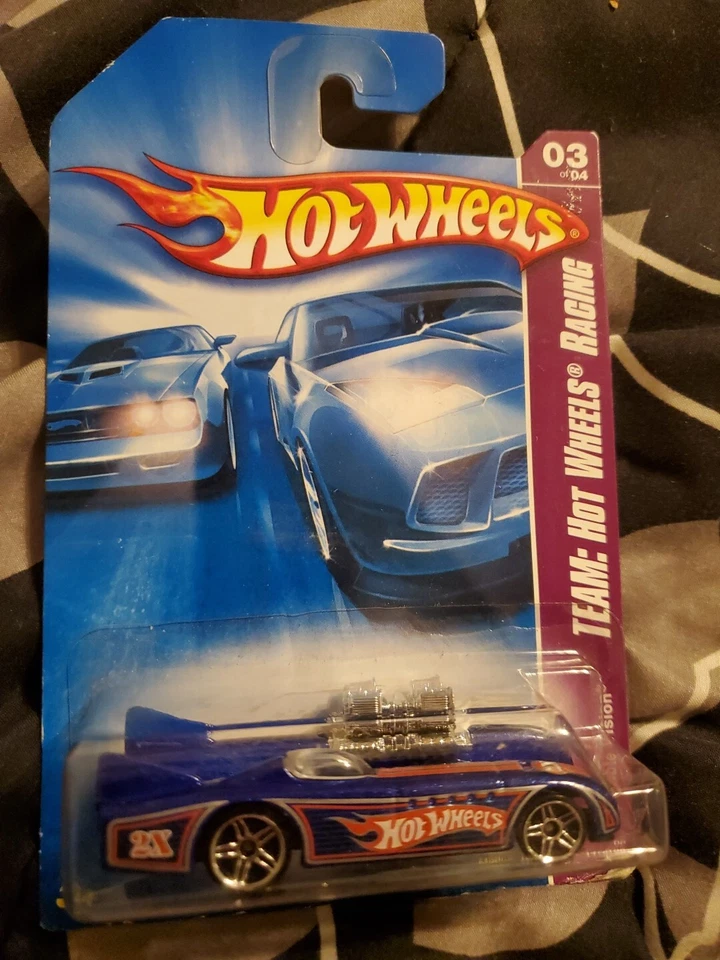 03
of 04
HOT WHEELS®
TEAM: HOT WHEELS® RACING
HOT WHEELS
2X